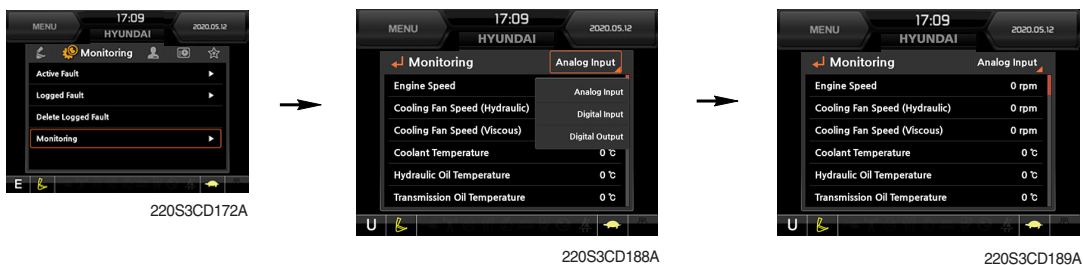 17:09
MENU
2020.05.12
HYUNDAI
Monitoring
Active Fault
Logged Fault
Delete Logged Fault
Monitoring
E
220S3CD172A
17:09
MENU
2020.05.12
HYUNDAI
Monitoring Analog Input
Engine Speed
Analog Input
Cooling Fan Speed (Hydraulic)
Digital Input
Cooling Fan Speed (Viscous)
Digital Output
Coolant Temperature 0 ℃
Hydraulic Oil Temperature 0 ℃
Transmission Oil Temperature 0 ℃
U
220S3CD188A
17:09
MENU
2020.05.12
HYUNDAI
Monitoring Analog Input
Engine Speed 0 rpm
Cooling Fan Speed (Hydraulic) 0 rpm
Cooling Fan Speed (Viscous) 0 rpm
Coolant Temperature 0 ℃
Hydraulic Oil Temperature 0 ℃
Transmission Oil Temperature 0 ℃
U
220S3CD189A